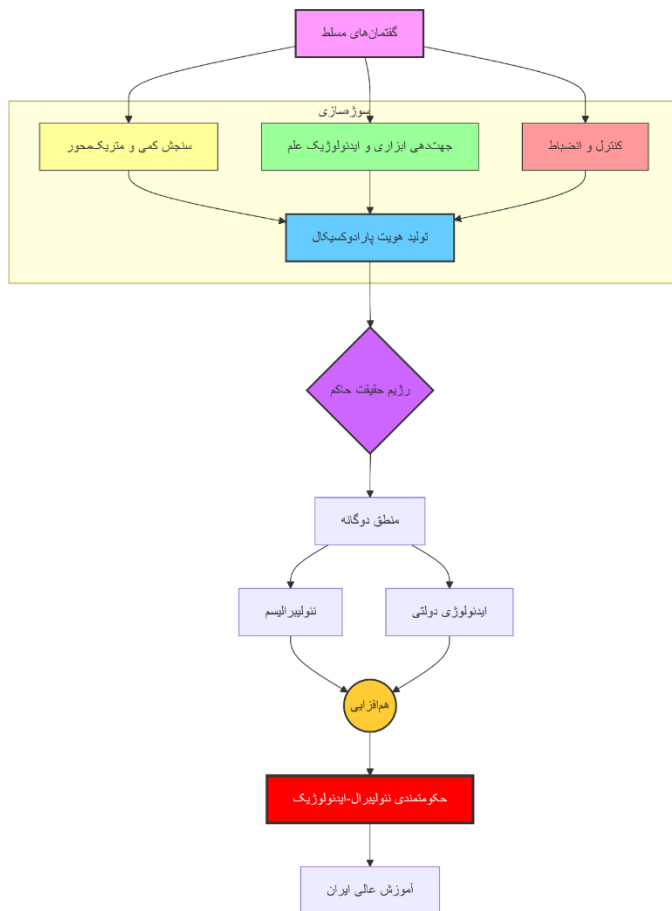 گفتمان‌های مسلط
سوژه‌سازی
کنترل و انضباط
جهت‌دهی ابزاری و ایدئولوژیک علم
سنجش کمی و متریک‌محور
تولید هویت پارادوکسیکال
رژیم حقیقت حاکم
منطق دوگانه
نئولیبرالیسم
ایدئولوژی دولتی
هم‌افزایی
حکومتمندی نئولیبرال-ایدئولوژیک
آموزش عالی ایران